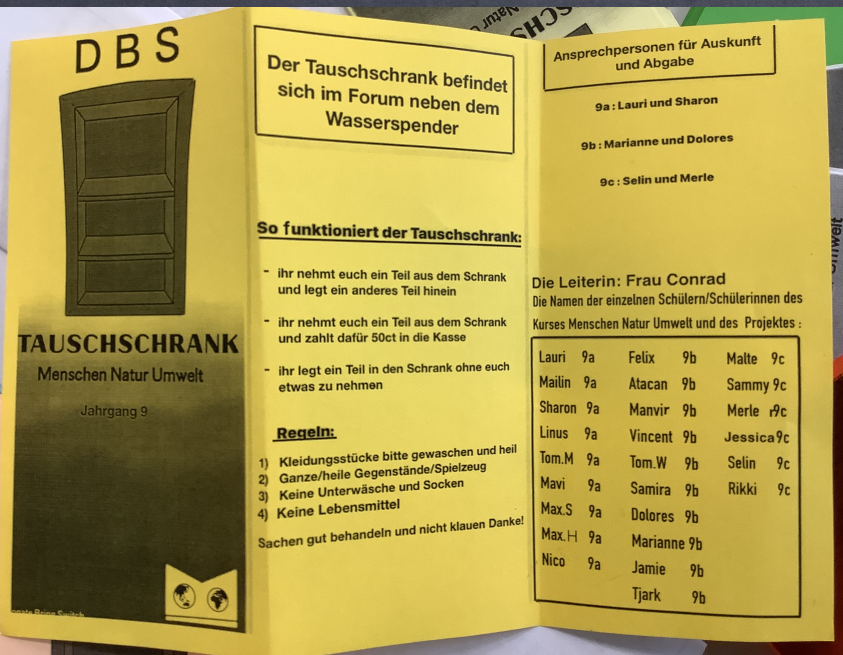 DBS
TAUSCHSCHRANK
Menschen Natur Umwelt
Jahrgang 9
Bring Switch
Der Tauschschrank befindet
sich im Forum neben dem
Wasserspender
So funktioniert der Tauschschrank:
- ihr nehmt euch ein Teil aus dem Schrank
und legt ein anderes Teil hinein
- ihr nehmt euch ein Teil aus dem Schrank
und zahlt dafür 50ct in die Kasse
- ihr legt ein Teil in den Schrank ohne euch
etwas zu nehmen
Regeln:
1) Kleidungsstücke bitte gewaschen und heil
2) Ganze/heile Gegenstände/Spielzeug
3) Keine Unterwäsche und Socken
4) Keine Lebensmittel
Sachen gut behandeln und nicht klauen Danke!
Ansprechpersonen für Auskunft
und Abgabe
9a : Lauri und Sharon
9b : Marianne und Dolores
9c : Selin und Merle
Die Leiterin: Frau Conrad
Die Namen der einzelnen Schülern/Schülerinnen des
Kurses Menschen Natur Umwelt und des Projektes :
Lauri 9a Felix 9b Malte 9c
Mailin 9a Atacan 9b Sammy 9c
Sharon 9a Manvir 9b Merle r9c
Linus 9a Vincent 9b Jessica 9c
Tom.M 9a Tom.W 9b Selin 9c
Mavi 9a Samira 9b Rikki 9c
Max.S 9a Dolores 9b
Max.H 9a Marianne 9b
Nico 9a Jamie 9b
Tjark 9b